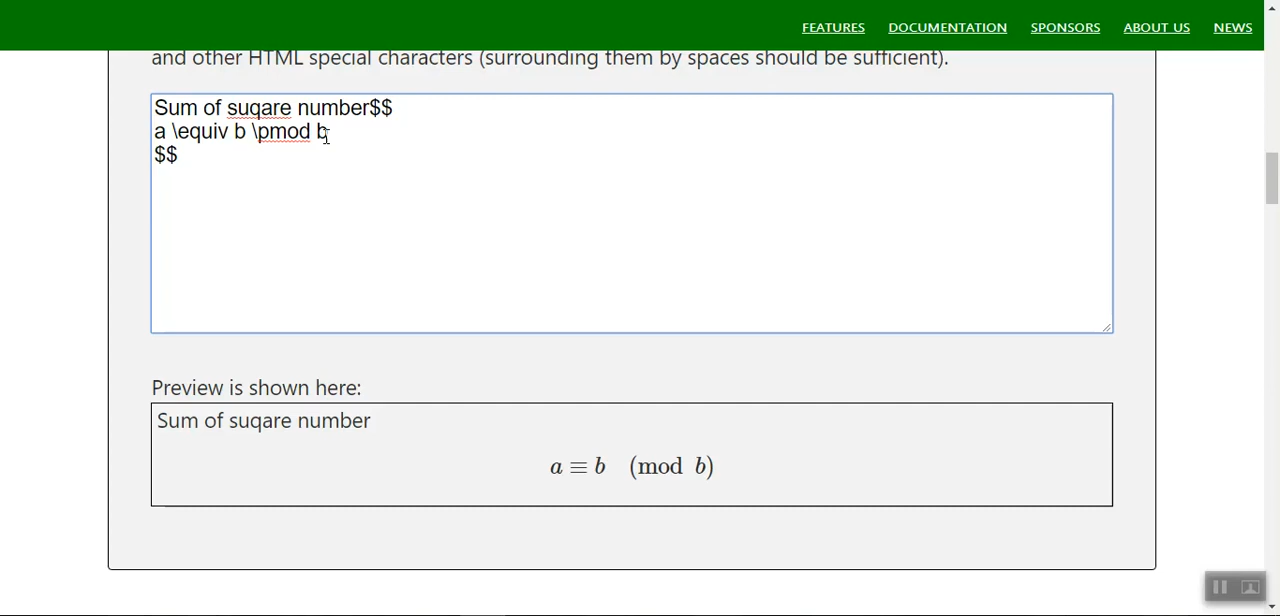 FEATURES DOCUMENTATION SPONSORS ABOUT US NEWS
and other HTML special characters (surrounding them by spaces should be sufficient).
Sum of suqare number$$
a \equiv b \pmod b
$$
Preview is shown here:
Sum of suqare number
a ≡ b (mod b)